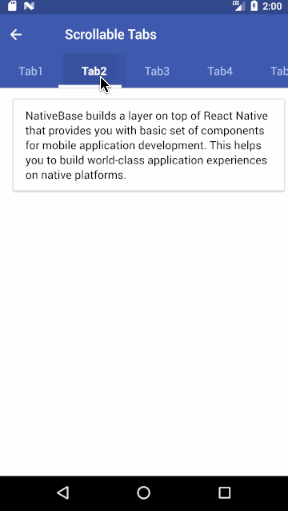 2:00
Scrollable Tabs
Tab1 Tab2 Tab3 Tab4 Tab
NativeBase builds a layer on top of React Native
that provides you with basic set of components
for mobile application development. This helps
you to build world-class application experiences
on native platforms.